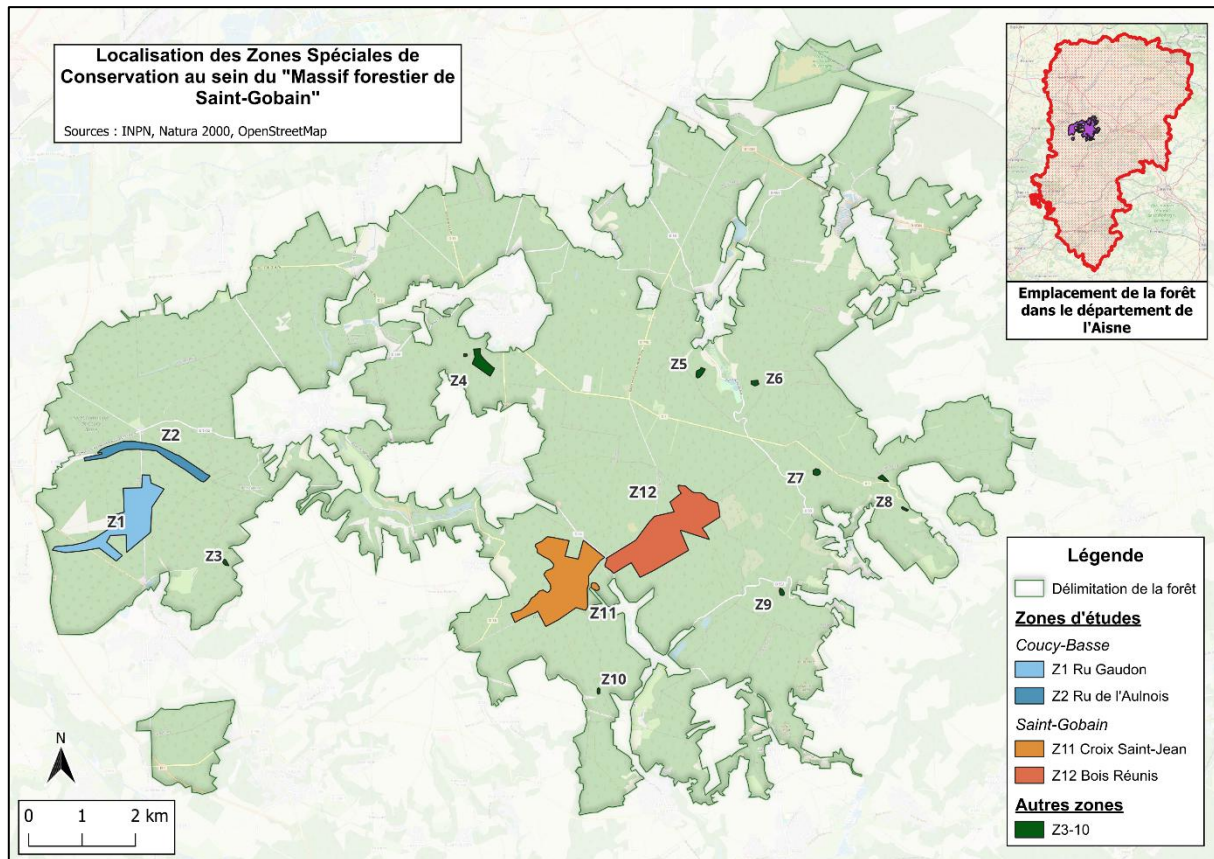 Localisation des Zones Spéciales de
Conservation au sein du "Massif forestier de
Saint-Gobain"
Sources : INPN, Natura 2000, OpenStreetMap
Emplacement de la forêt
dans le département de
l'Aisne
Z4
Z5
Z6
Z2
Z7
Z12
Z8
Z1
Z3
Z9
Z11
Z10
N
0 1 2 km
Légende
Délimitation de la forêt
Zones d'études
Coucy-Basse
Z1 Ru Gaudon
Z2 Ru de l'Aulnois
Saint-Gobain
Z11 Croix Saint-Jean
Z12 Bois Réunis
Autres zones
Z3-10